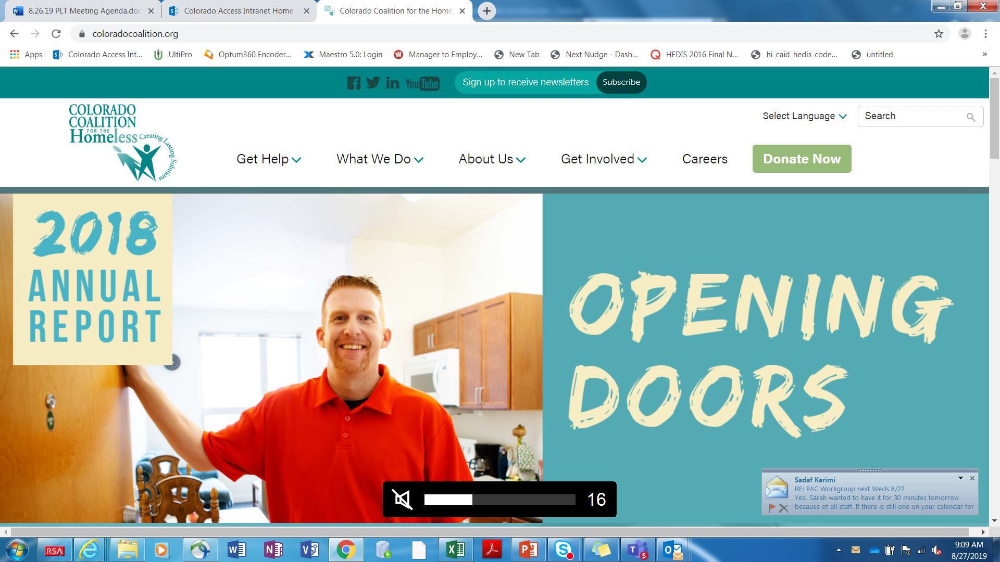 8.26.19 PLT Meeting Agenda.doc
Colorado Access Intranet Home -
Colorado Coalition for the Home
coloradocoalition.org
Apps
Colorado Access Int...
UltiPro
Optum360 Encoder...
Maestro 5.0: Login
Manager to Employ...
New Tab
Next Nudge - Dash...
HEDIS 2016 Final N...
hi_caid_hedis_code...
untitled
»
YouTube
Sign up to receive newsletters
Subscribe
COLORADO
COALITION
FOR THE
Homeless
Creating Lasting Solutions
Select Language
Search
Get Help
What We Do
About Us
Get Involved
Careers
Donate Now
2018
ANNUAL
REPORT
OPENING
DOORS
16
Sadaf Karimi
RE: PAC Workgroup next Weds 8/27
Yes! Sarah wanted to have it for 30 minutes tomorrow
because of all staff. If there is still one on your calendar for
RSA
9:09 AM
8/27/2019